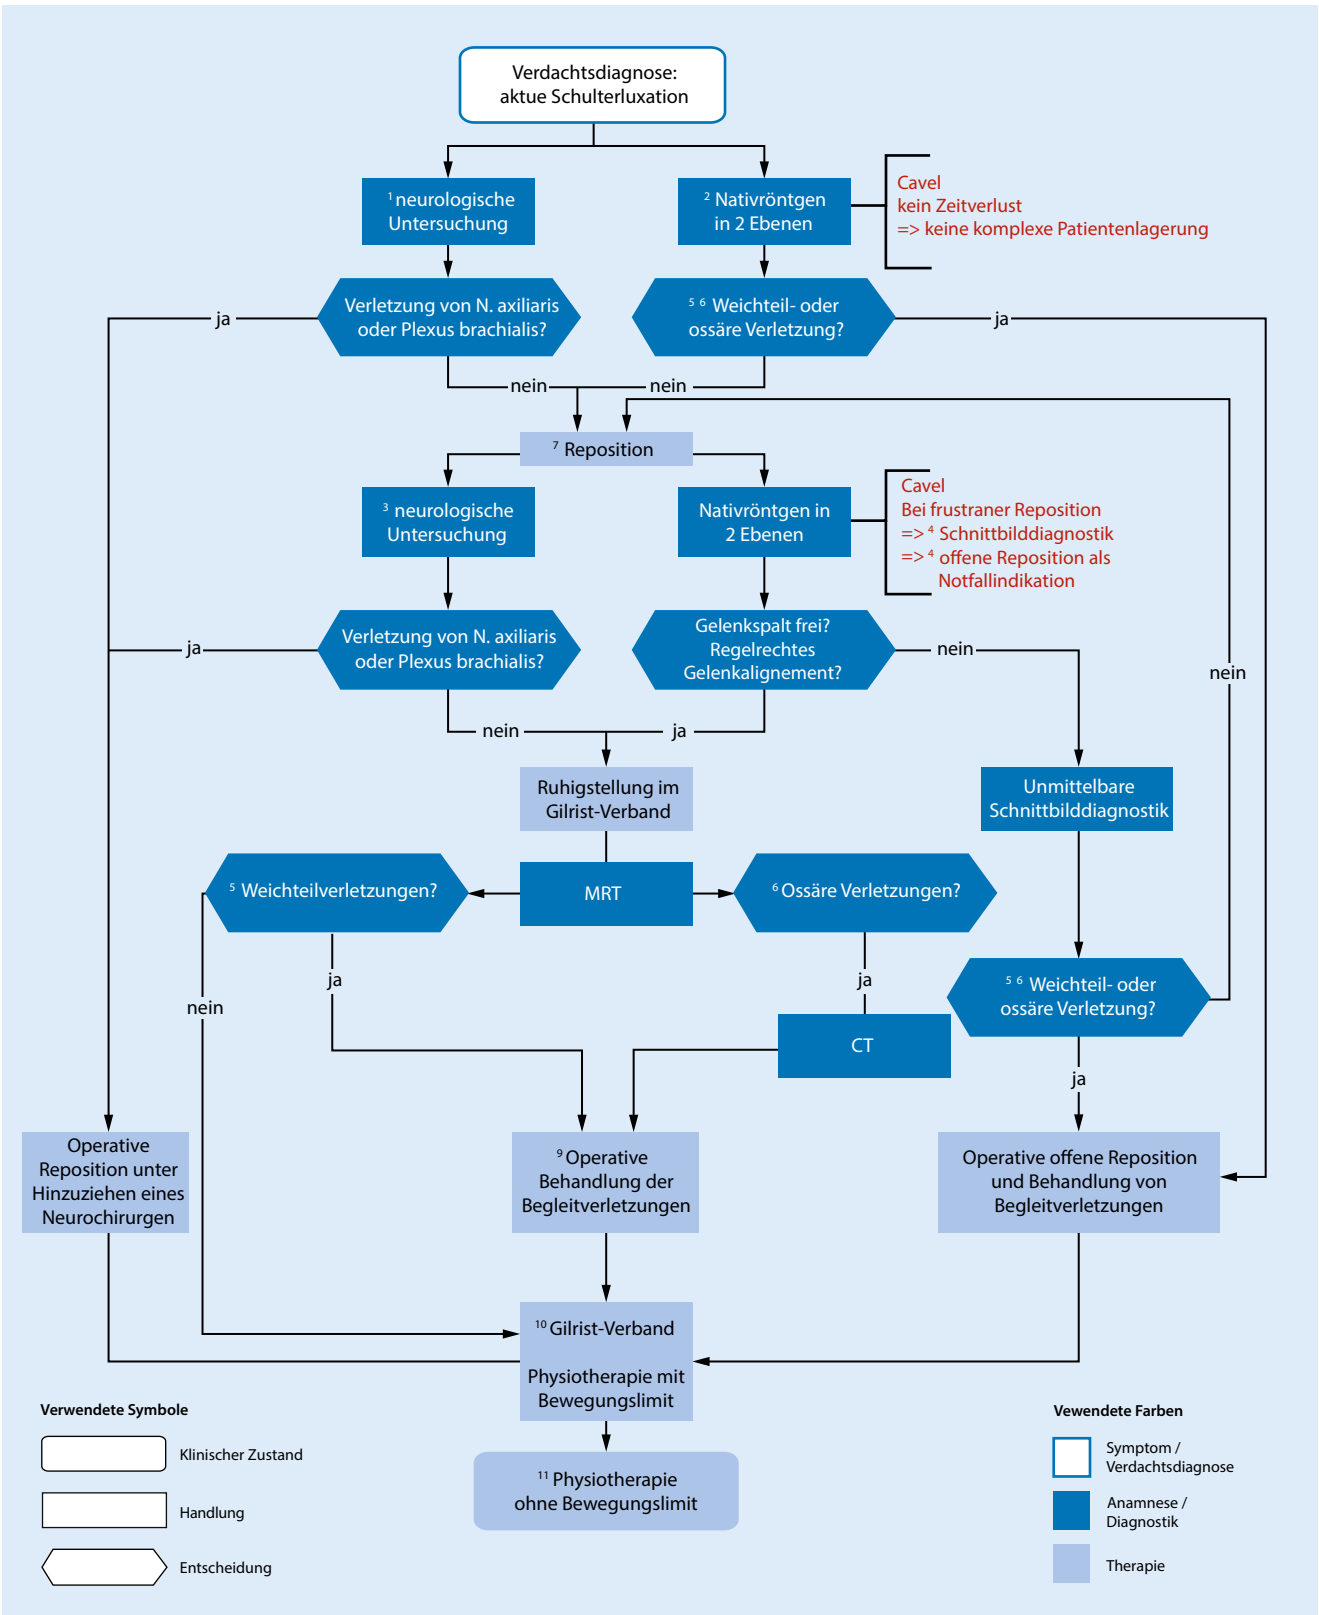 Verdachtsdiagnose:
aktue Schulterluxation
1 neurologische
Untersuchung
2 Nativröntgen
in 2 Ebenen
Cavel
kein Zeitverlust
=> keine komplexe Patientenlagerung
Verletzung von N. axiliaris
oder Plexus brachialis?
5 6 Weichteil- oder
ossäre Verletzung?
ja
ja
nein
nein
7 Reposition
3 neurologische
Untersuchung
Nativröntgen in
2 Ebenen
Cavel
Bei frustraner Reposition
=> 4 Schnittbilddiagnostik
=> 4 offene Reposition als
Notfallindikation
Verletzung von N. axiliaris
oder Plexus brachialis?
Gelenkspalt frei?
Regelrechtes
Gelenkalignement?
ja
nein
nein
nein
ja
Ruhigstellung im
Gilrist-Verband
Unmittelbare
Schnittbilddiagnostik
5 Weichteilverletzungen?
MRT
6 Ossäre Verletzungen?
ja
ja
nein
5 6 Weichteil- oder
ossäre Verletzung?
CT
ja
Operative
Reposition unter
Hinzuziehen eines
Neurochirurgen
9 Operative
Behandlung der
Begleitverletzungen
Operative offene Reposition
und Behandlung von
Begleitverletzungen
10 Gilrist-Verband
Physiotherapie mit
Bewegungslimit
11 Physiotherapie
ohne Bewegungslimit
Verwendete Symbole
Klinischer Zustand
Handlung
Entscheidung
Vewendete Farben
Symptom /
Verdachtsdiagnose
Anamnese /
Diagnostik
Therapie